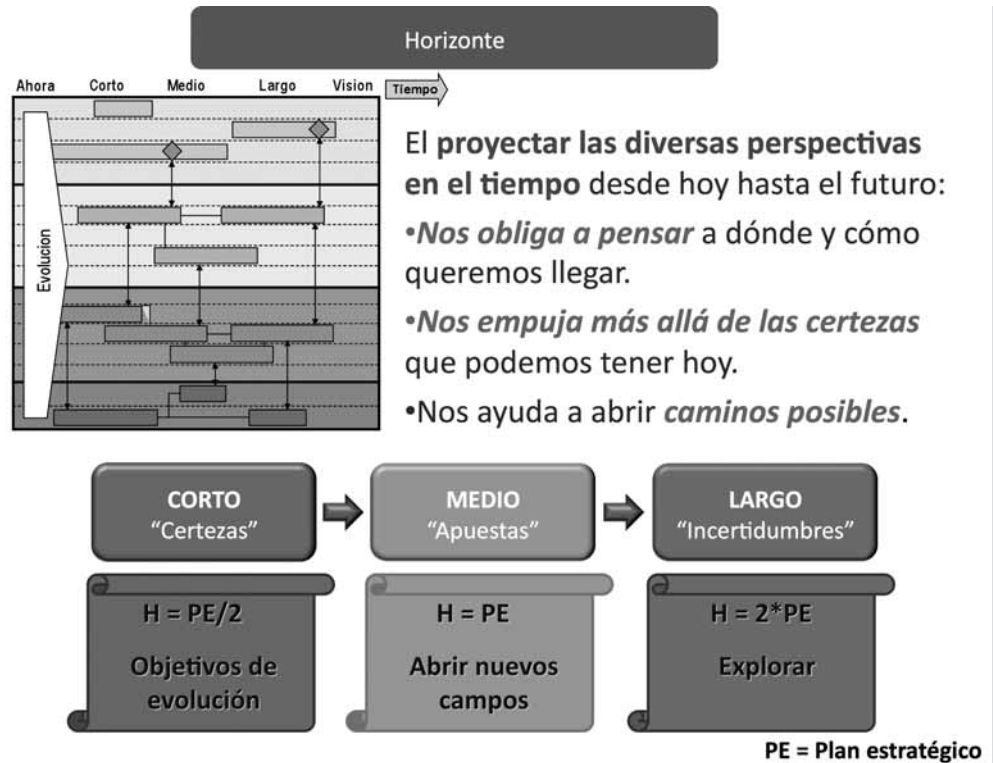 Horizonte
Ahora Corto Medio Largo Vision Tiempo
Evolucion
El proyectar las diversas perspectivas
en el tiempo desde hoy hasta el futuro:
•Nos obliga a pensar a dónde y cómo
queremos llegar.
•Nos empuja más allá de las certezas
que podemos tener hoy.
•Nos ayuda a abrir caminos posibles.
CORTO
“Certezas”
MEDIO
“Apuestas”
LARGO
“Incertidumbres”
H = PE/2
Objetivos de
evolución
H = PE
Abrir nuevos
campos
H = 2*PE
Explorar
PE = Plan estratégico